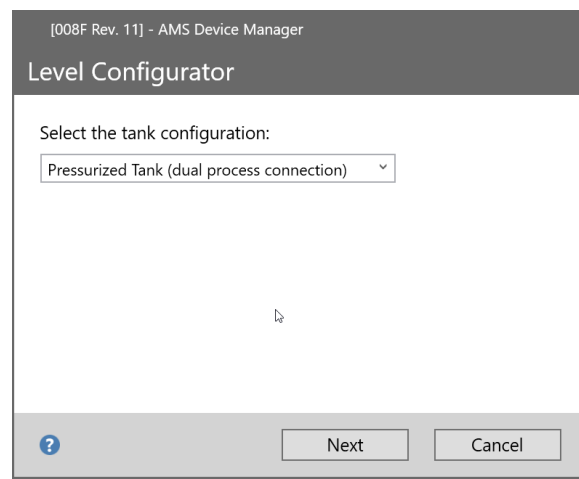 [008F Rev. 11] - AMS Device Manager
Level Configurator
Select the tank configuration:
Pressurized Tank (dual process connection)
?
Next
Cancel